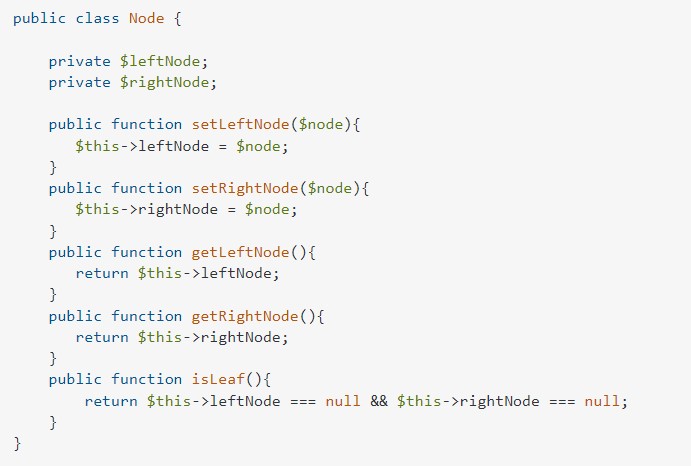 public class Node {
    private $leftNode;
    private $rightNode;
    public function setLeftNode($node){
       $this->leftNode = $node;
    }
    public function setRightNode($node){
       $this->rightNode = $node;
    }
    public function getLeftNode(){
       return $this->leftNode;
    }
    public function getRightNode(){
       return $this->rightNode;
    }
    public function isLeaf(){
        return $this->leftNode === null && $this->rightNode === null;
    }
}